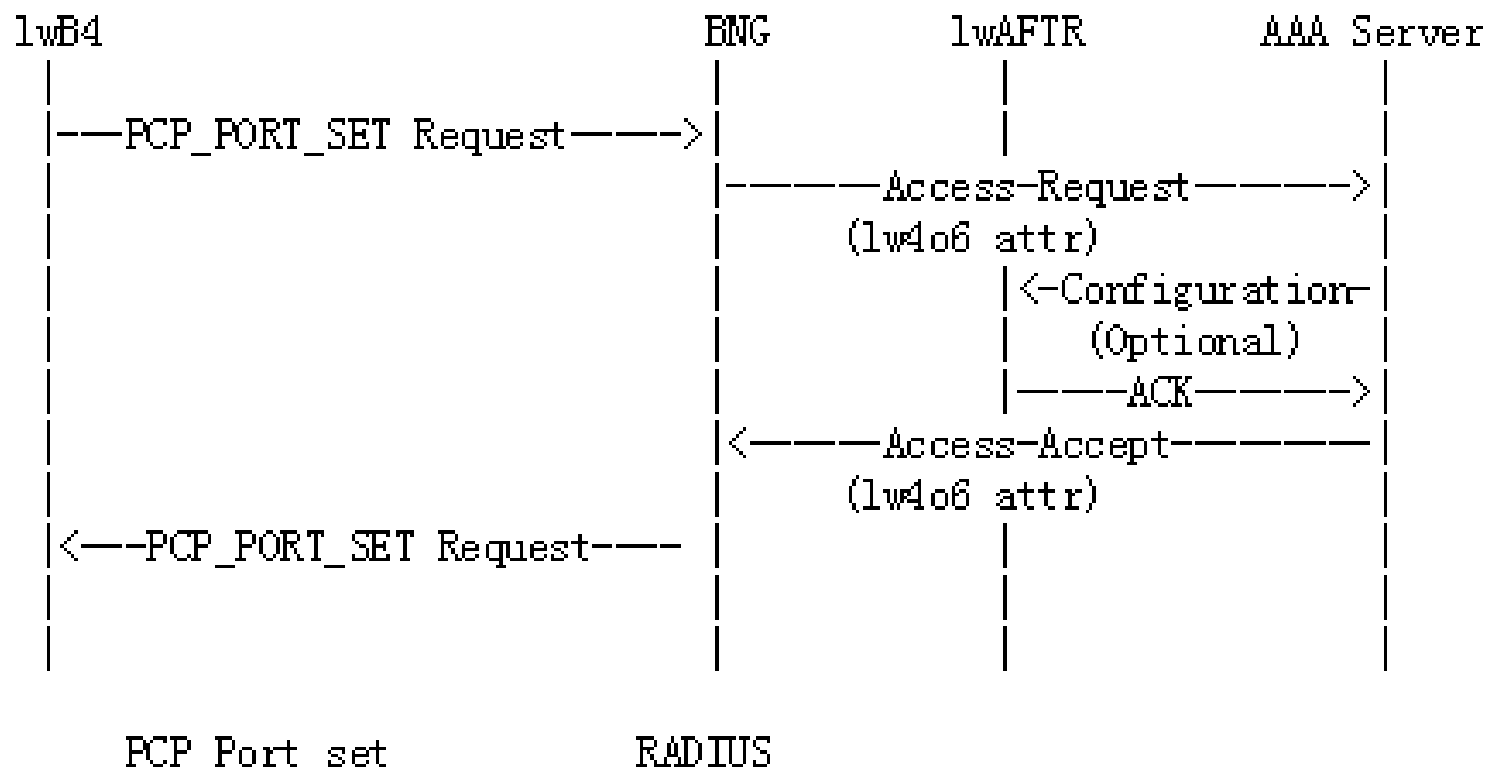 lwB4 BNG lwAFTR AAA Server
PCP_PORT_SET Request
Access-Request
(lw4o6 attr)
Configuration
(Optional)
ACK
Access-Accept
(lw4o6 attr)
PCP_PORT_SET Request
PCP Port set RADIUS